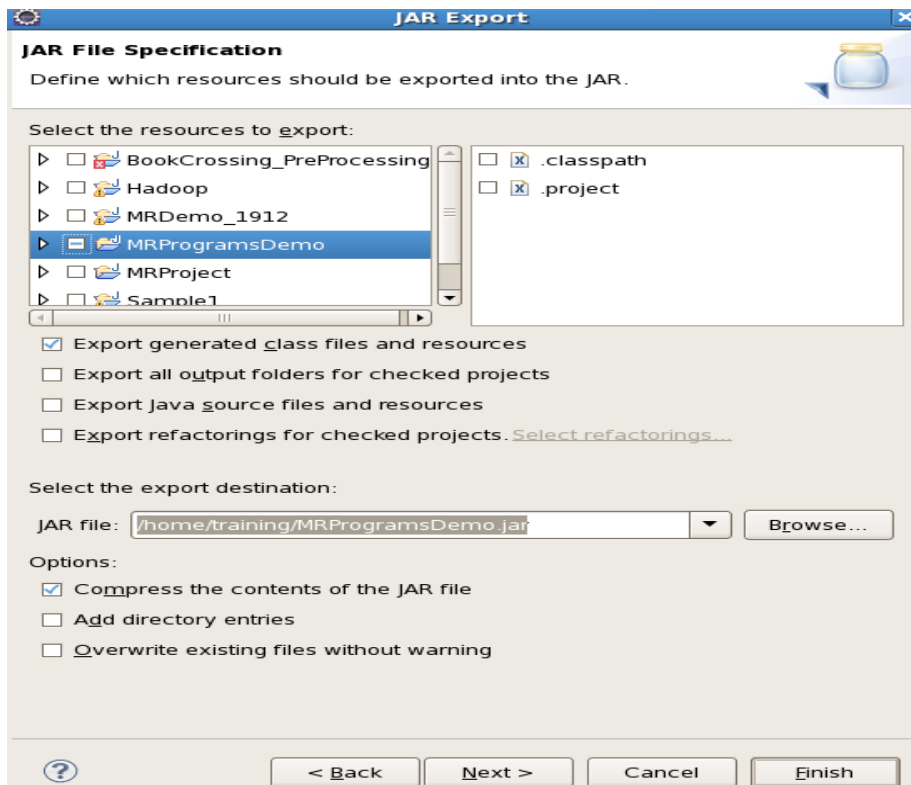 JAR Export
JAR File Specification
Define which resources should be exported into the JAR.
Select the resources to export:
BookCrossing_PreProcessing
Hadoop
MRDemo_1912
MRProgramsDemo
MRProject
Sample1
.classpath
.project
Export generated class files and resources
Export all output folders for checked projects
Export Java source files and resources
Export refactorings for checked projects. Select refactorings...
Select the export destination:
JAR file: /home/training/MRProgramsDemo.jar Browse...
Options:
Compress the contents of the JAR file
Add directory entries
Overwrite existing files without warning
? < Back Next > Cancel Finish